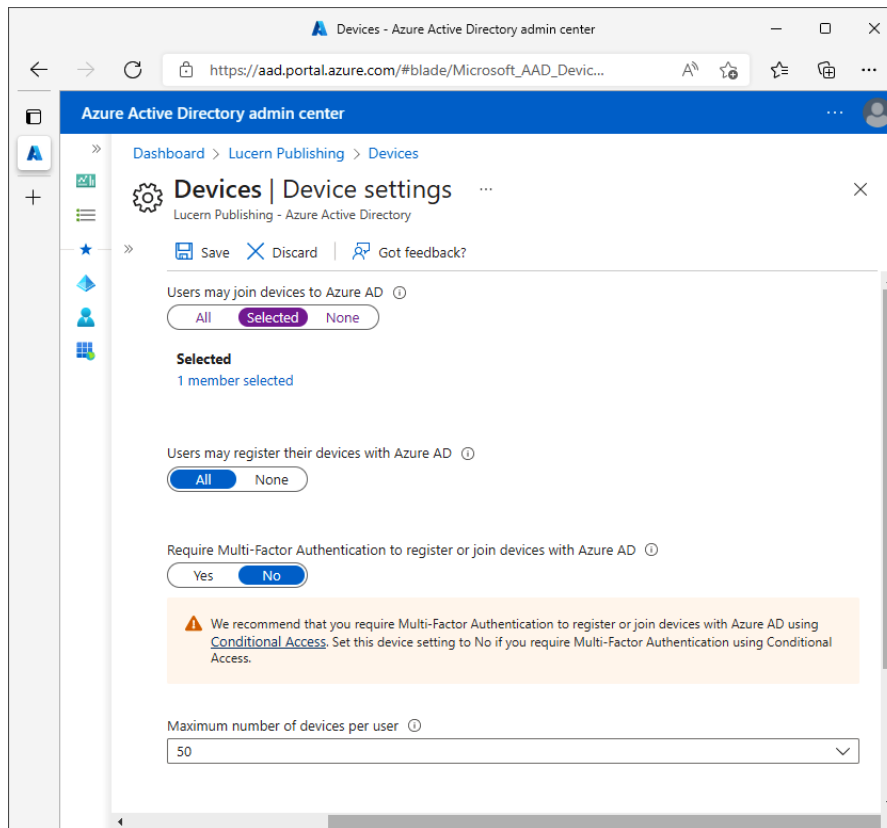 Devices - Azure Active Directory admin center
https://aad.portal.azure.com/#blade/Microsoft_AAD_Devic...
Azure Active Directory admin center
Dashboard > Lucern Publishing > Devices
Devices | Device settings ...
Lucern Publishing - Azure Active Directory
Save Discard Got feedback?
Users may join devices to Azure AD
All Selected None
Selected
1 member selected
Users may register their devices with Azure AD
All None
Require Multi-Factor Authentication to register or join devices with Azure AD
Yes No
We recommend that you require Multi-Factor Authentication to register or join devices with Azure AD using
Conditional Access. Set this device setting to No if you require Multi-Factor Authentication using Conditional
Access.
Maximum number of devices per user
50